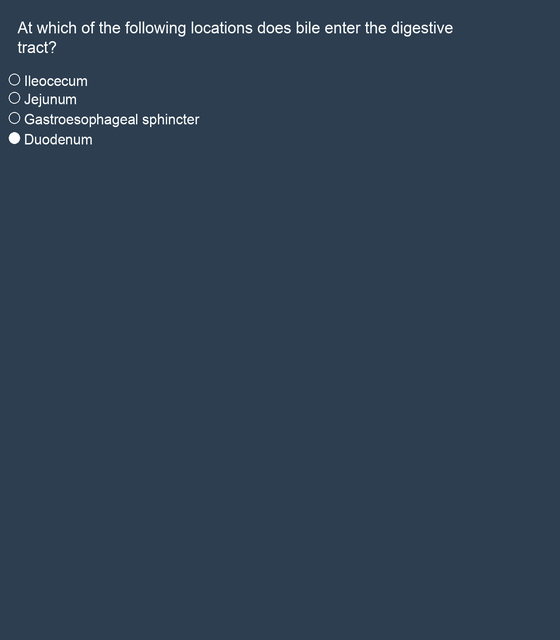 At which of the following locations does bile enter the digestive
tract?
Ileocecum
Jejunum
Gastroesophageal sphincter
Duodenum